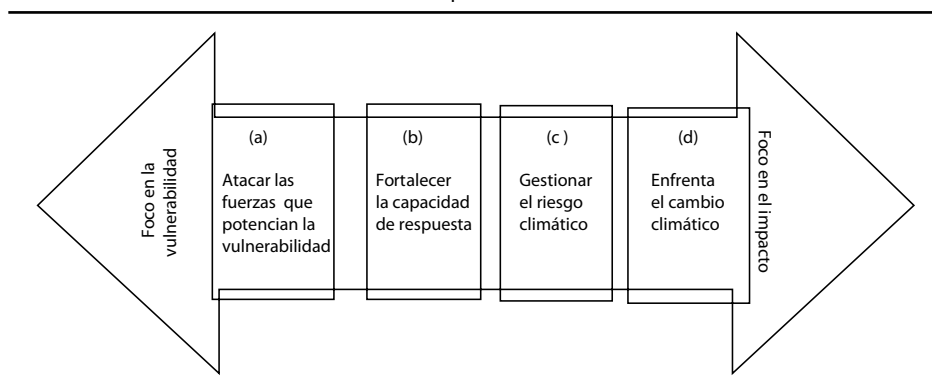 Foco en la
vulnerabilidad
(a)
Atacar las
fuerzas que
potencian la
vulnerabilidad
(b)
Fortalecer
la capacidad
de respuesta
(c )
Gestionar
el riesgo
climático
(d)
Enfrenta
el cambio
climático
Foco en el impacto